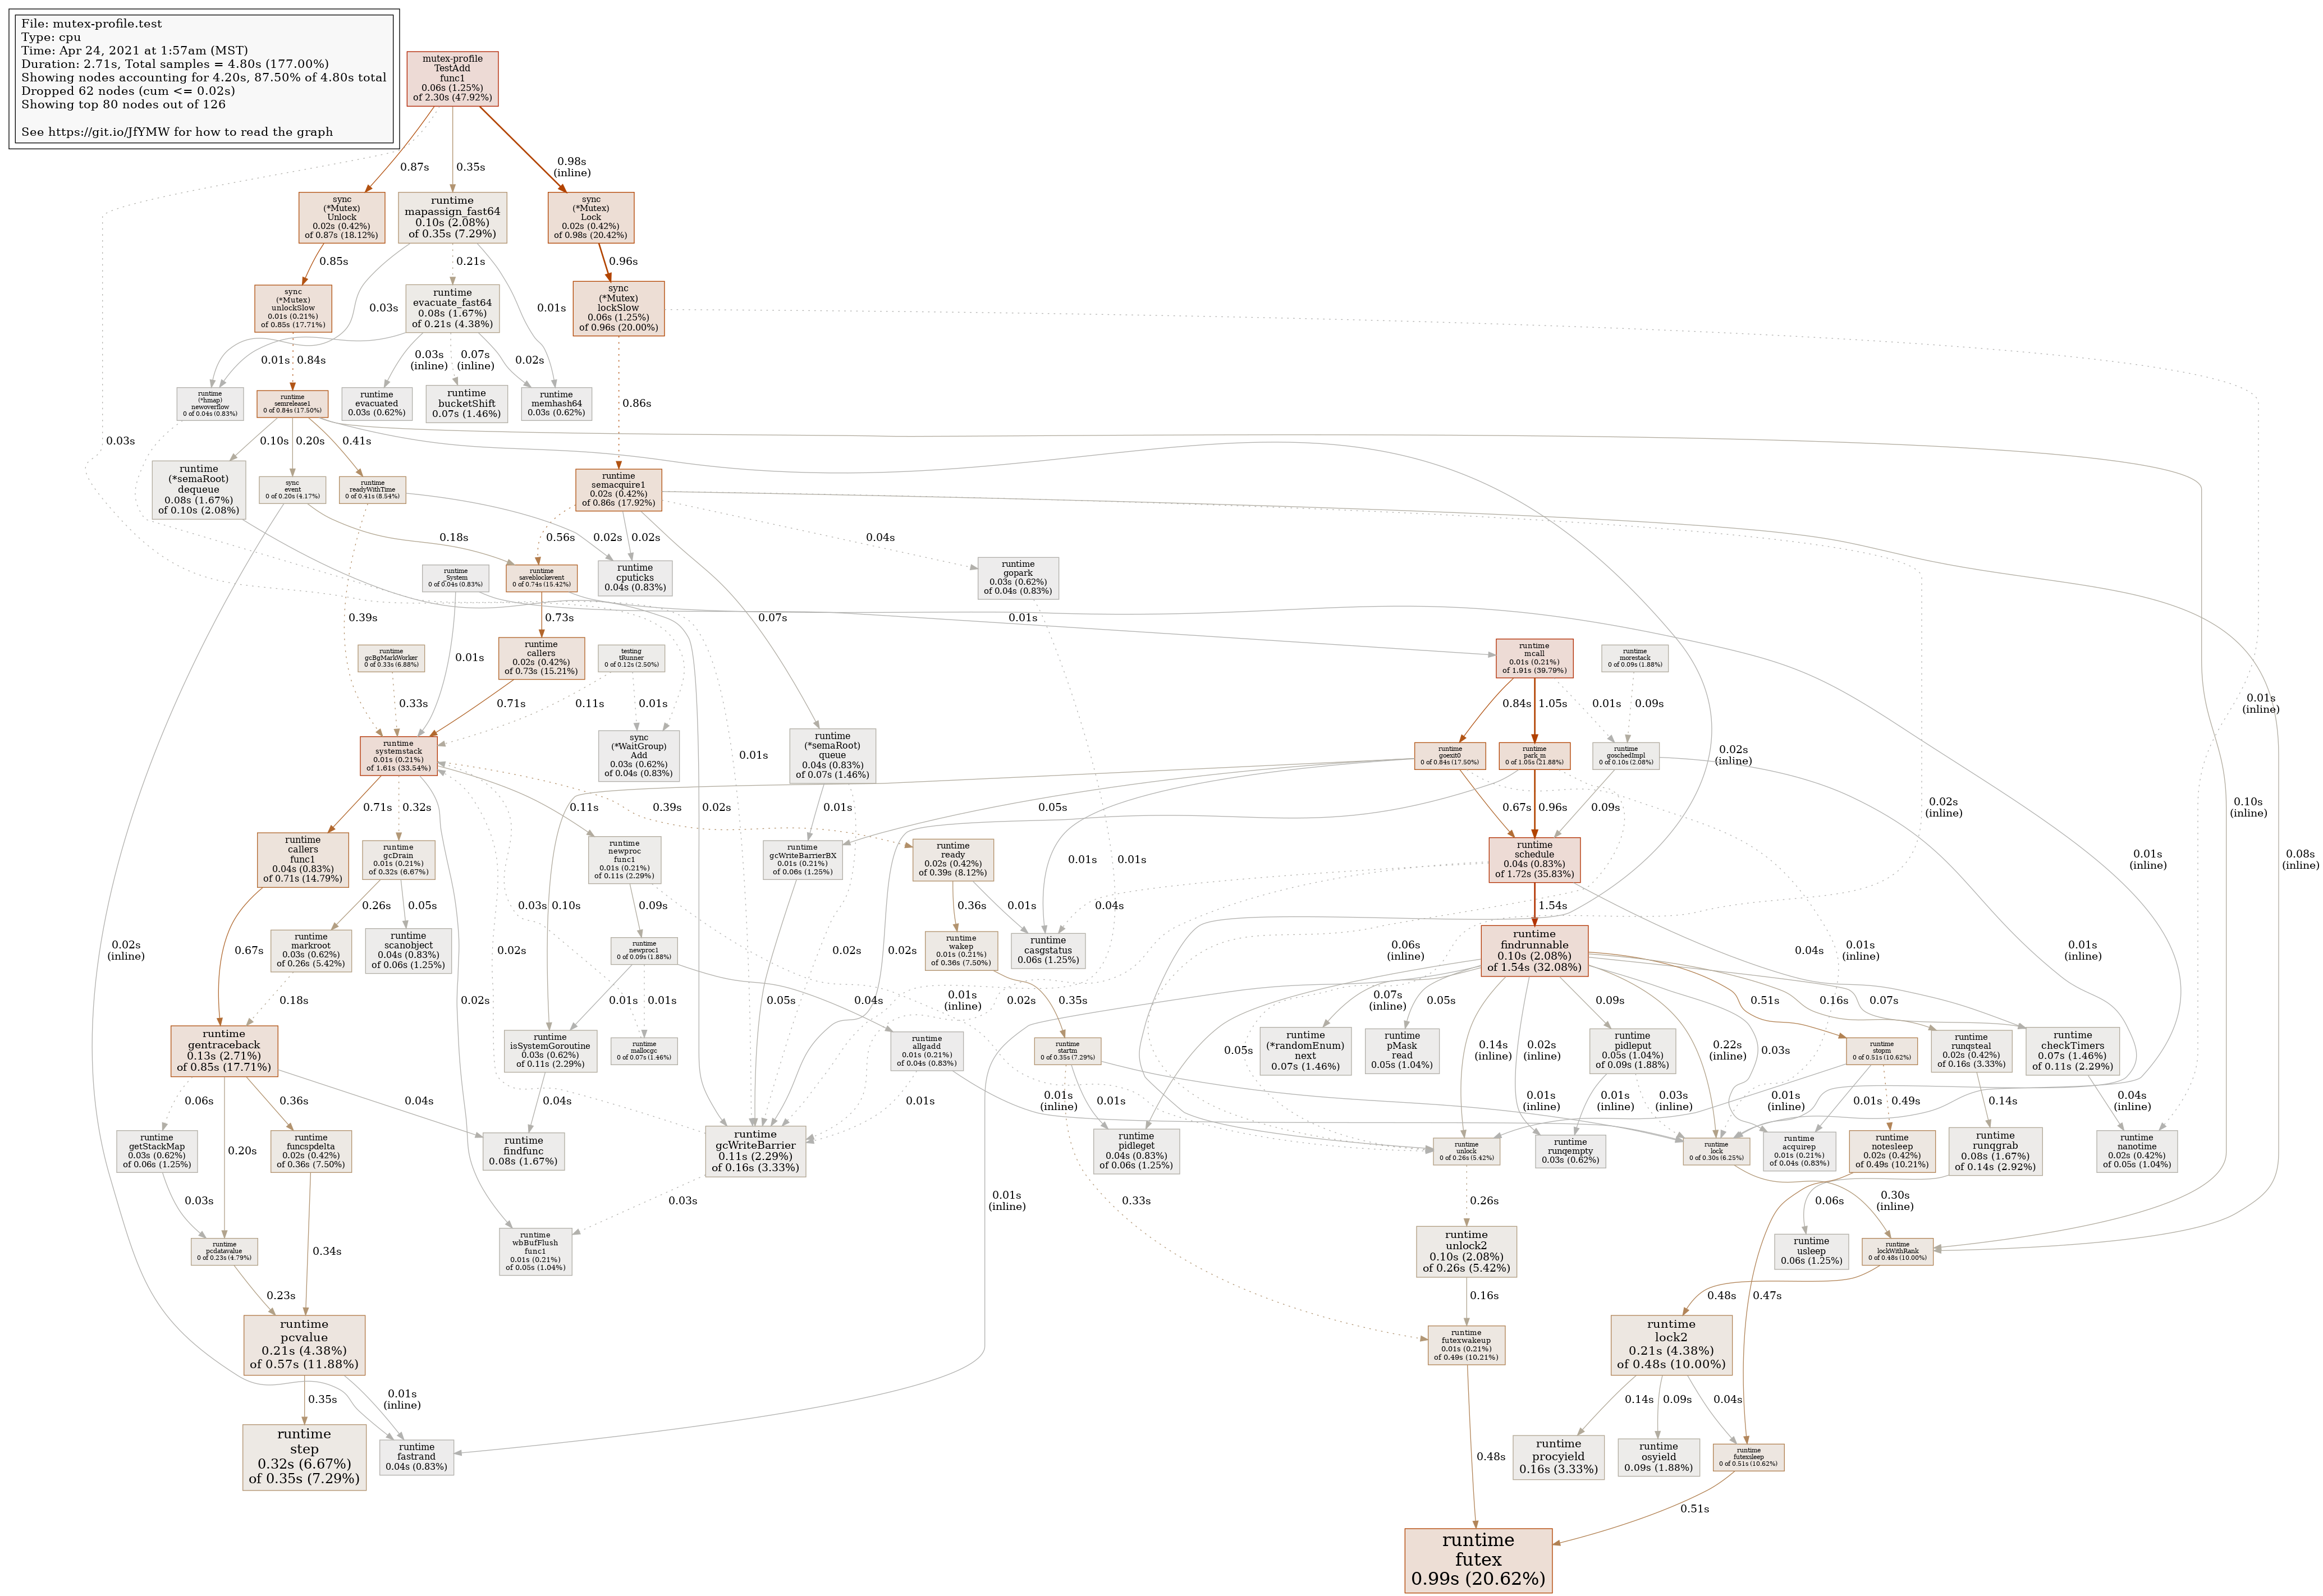 File: mutex-profile.test
Type: cpu
Time: Apr 24, 2021 at 1:57am (MST)
Duration: 2.71s, Total samples = 4.80s (177.00%)
Showing nodes accounting for 4.20s, 87.50% of 4.80s total
Dropped 62 nodes (cum <= 0.02s)
Showing top 80 nodes out of 126
See https://git.io/JfYMW for how to read the graph
mutex-profile
TestAdd
func1
0.06s (1.25%)
of 2.30s (47.92%)
0.87s
0.35s
0.98s
(inline)
sync
(*Mutex)
Unlock
0.02s (0.42%)
of 0.87s (18.12%)
runtime
mapassign_fast64
0.10s (2.08%)
of 0.35s (7.29%)
sync
(*Mutex)
Lock
0.02s (0.42%)
of 0.98s (20.42%)
0.85s
0.21s
0.96s
sync
(*Mutex)
unlockSlow
0.01s (0.21%)
of 0.85s (17.71%)
runtime
evacuate_fast64
0.08s (1.67%)
of 0.21s (4.38%)
sync
(*Mutex)
lockSlow
0.06s (1.25%)
of 0.96s (20.00%)
0.03s
0.01s
0.01s
0.84s
0.03s
(inline)
0.07s
(inline)
0.02s
0.86s
runtime
(*hmap)
newoverflow
0 of 0.04s (0.83%)
runtime
semrelease1
0 of 0.84s (17.50%)
runtime
evacuated
0.03s (0.62%)
runtime
bucketShift
0.07s (1.46%)
runtime
memhash64
0.03s (0.62%)
0.03s
0.10s
0.20s
0.41s
runtime
(*semaRoot)
dequeue
0.08s (1.67%)
of 0.10s (2.08%)
sync
event
0 of 0.20s (4.17%)
runtime
readyWithTime
0 of 0.41s (8.54%)
runtime
semacquire1
0.02s (0.42%)
of 0.86s (17.92%)
0.18s
0.56s
0.02s
0.02s
0.04s
runtime
System
0 of 0.04s (0.83%)
runtime
saveblockevent
0 of 0.74s (15.42%)
runtime
cputicks
0.04s (0.83%)
runtime
gopark
0.03s (0.62%)
of 0.04s (0.83%)
0.39s
0.73s
0.07s
0.01s
runtime
gcBgMarkWorker
0 of 0.33s (6.88%)
0.01s
runtime
callers
0.02s (0.42%)
of 0.73s (15.21%)
testing
tRunner
0 of 0.12s (2.50%)
runtime
mcall
0.01s (0.21%)
of 1.91s (39.79%)
runtime
morestack
0 of 0.09s (1.88%)
0.33s
0.71s
0.11s
0.01s
0.84s
1.05s
0.01s
0.09s
0.01s
(inline)
runtime
systemstack
0.01s (0.21%)
of 1.61s (33.54%)
sync
(*WaitGroup)
Add
0.03s (0.62%)
of 0.04s (0.83%)
0.01s
runtime
(*semaRoot)
queue
0.04s (0.83%)
of 0.07s (1.46%)
runtime
goexit0
0 of 0.84s (17.50%)
runtime
park_m
0 of 1.05s (21.88%)
runtime
goschedImpl
0 of 0.10s (2.08%)
0.02s
(inline)
0.71s
0.32s
0.11s
0.39s
0.02s
0.01s
0.05s
0.67s
0.96s
0.09s
0.02s
(inline)
0.10s
(inline)
runtime
callers
func1
0.04s (0.83%)
of 0.71s (14.79%)
runtime
gcDrain
0.01s (0.21%)
of 0.32s (6.67%)
runtime
newproc
func1
0.01s (0.21%)
of 0.11s (2.29%)
runtime
gcWriteBarrierBX
0.01s (0.21%)
of 0.06s (1.25%)
runtime
ready
0.02s (0.42%)
of 0.39s (8.12%)
0.01s
0.01s
runtime
schedule
0.04s (0.83%)
of 1.72s (35.83%)
0.01s
(inline)
0.08s
(inline)
0.26s
0.05s
0.03s
0.10s
0.09s
0.36s
0.01s
0.04s
1.54s
0.67s
runtime
markroot
0.03s (0.62%)
of 0.26s (5.42%)
runtime
scanobject
0.04s (0.83%)
of 0.06s (1.25%)
0.02s
runtime
newproc1
0 of 0.09s (1.88%)
0.02s
0.02s
runtime
wakep
0.01s (0.21%)
of 0.36s (7.50%)
runtime
casgstatus
0.06s (1.25%)
0.06s
(inline)
runtime
findrunnable
0.10s (2.08%)
of 1.54s (32.08%)
0.04s
0.01s
(inline)
0.01s
(inline)
0.02s
(inline)
0.18s
0.02s
0.01s
0.01s
0.05s
0.04s
0.01s
(inline)
0.02s
0.35s
0.07s
(inline)
0.05s
0.09s
0.51s
0.16s
0.07s
runtime
gentraceback
0.13s (2.71%)
of 0.85s (17.71%)
runtime
isSystemGoroutine
0.03s (0.62%)
of 0.11s (2.29%)
runtime
mallocgc
0 of 0.07s (1.46%)
runtime
allgadd
0.01s (0.21%)
of 0.04s (0.83%)
runtime
startm
0 of 0.35s (7.29%)
0.05s
runtime
(*randomEnum)
next
0.07s (1.46%)
runtime
pMask
read
0.05s (1.04%)
0.14s
(inline)
0.02s
(inline)
runtime
pidleput
0.05s (1.04%)
of 0.09s (1.88%)
0.22s
(inline)
0.03s
runtime
stopm
0 of 0.51s (10.62%)
runtime
runqsteal
0.02s (0.42%)
of 0.16s (3.33%)
runtime
checkTimers
0.07s (1.46%)
of 0.11s (2.29%)
0.06s
0.20s
0.36s
0.04s
0.04s
0.01s
0.01s
(inline)
0.01s
0.01s
(inline)
0.01s
(inline)
0.03s
(inline)
0.01s
(inline)
0.01s
0.49s
0.14s
0.04s
(inline)
runtime
getStackMap
0.03s (0.62%)
of 0.06s (1.25%)
runtime
funcspdelta
0.02s (0.42%)
of 0.36s (7.50%)
runtime
findfunc
0.08s (1.67%)
runtime
gcWriteBarrier
0.11s (2.29%)
of 0.16s (3.33%)
runtime
pidleget
0.04s (0.83%)
of 0.06s (1.25%)
runtime
unlock
0 of 0.26s (5.42%)
runtime
runqempty
0.03s (0.62%)
runtime
lock
0 of 0.30s (6.25%)
runtime
acquirep
0.01s (0.21%)
of 0.04s (0.83%)
runtime
notesleep
0.02s (0.42%)
of 0.49s (10.21%)
runtime
runqgrab
0.08s (1.67%)
of 0.14s (2.92%)
runtime
nanotime
0.02s (0.42%)
of 0.05s (1.04%)
0.03s
0.03s
0.01s
(inline)
0.33s
0.26s
0.06s
0.30s
(inline)
runtime
pcdatavalue
0 of 0.23s (4.79%)
0.34s
runtime
wbBufFlush
func1
0.01s (0.21%)
of 0.05s (1.04%)
runtime
unlock2
0.10s (2.08%)
of 0.26s (5.42%)
runtime
usleep
0.06s (1.25%)
runtime
lockWithRank
0 of 0.48s (10.00%)
0.23s
0.16s
0.48s
0.47s
runtime
pcvalue
0.21s (4.38%)
of 0.57s (11.88%)
runtime
futexwakeup
0.01s (0.21%)
of 0.49s (10.21%)
runtime
lock2
0.21s (4.38%)
of 0.48s (10.00%)
0.35s
0.01s
(inline)
0.14s
0.09s
0.04s
runtime
step
0.32s (6.67%)
of 0.35s (7.29%)
runtime
fastrand
0.04s (0.83%)
0.48s
runtime
procyield
0.16s (3.33%)
runtime
osyield
0.09s (1.88%)
runtime
futexsleep
0 of 0.51s (10.62%)
0.51s
runtime
futex
0.99s (20.62%)